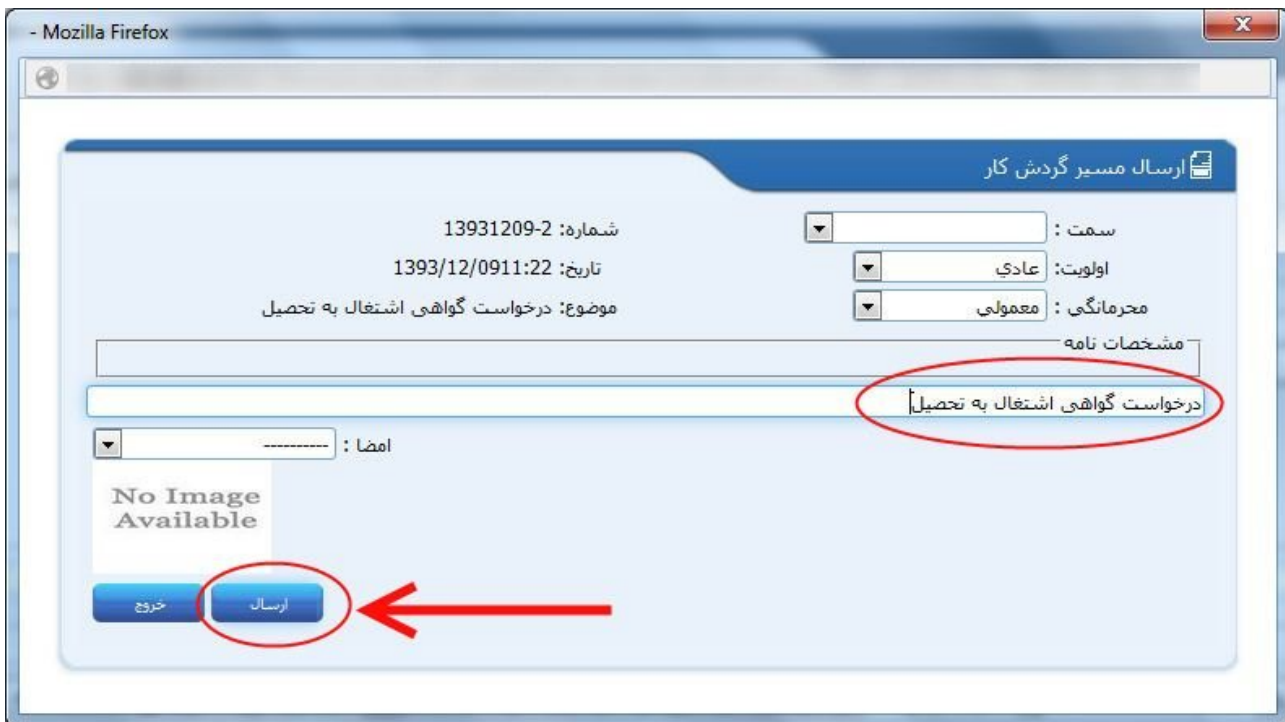 - Mozilla Firefox
ارسال مسیر گردش کار
سمت :
شماره: 2-13931209
اولویت: عادي
تاریخ: 1393/12/0911:22
محرمانگی : معمولی
موضوع: درخواست گواهی اشتغال به تحصیل
مشخصات نامه
درخواست گواهی اشتغال به تحصیل
امضا : ----------
No Image
Available
ارسال
خروج